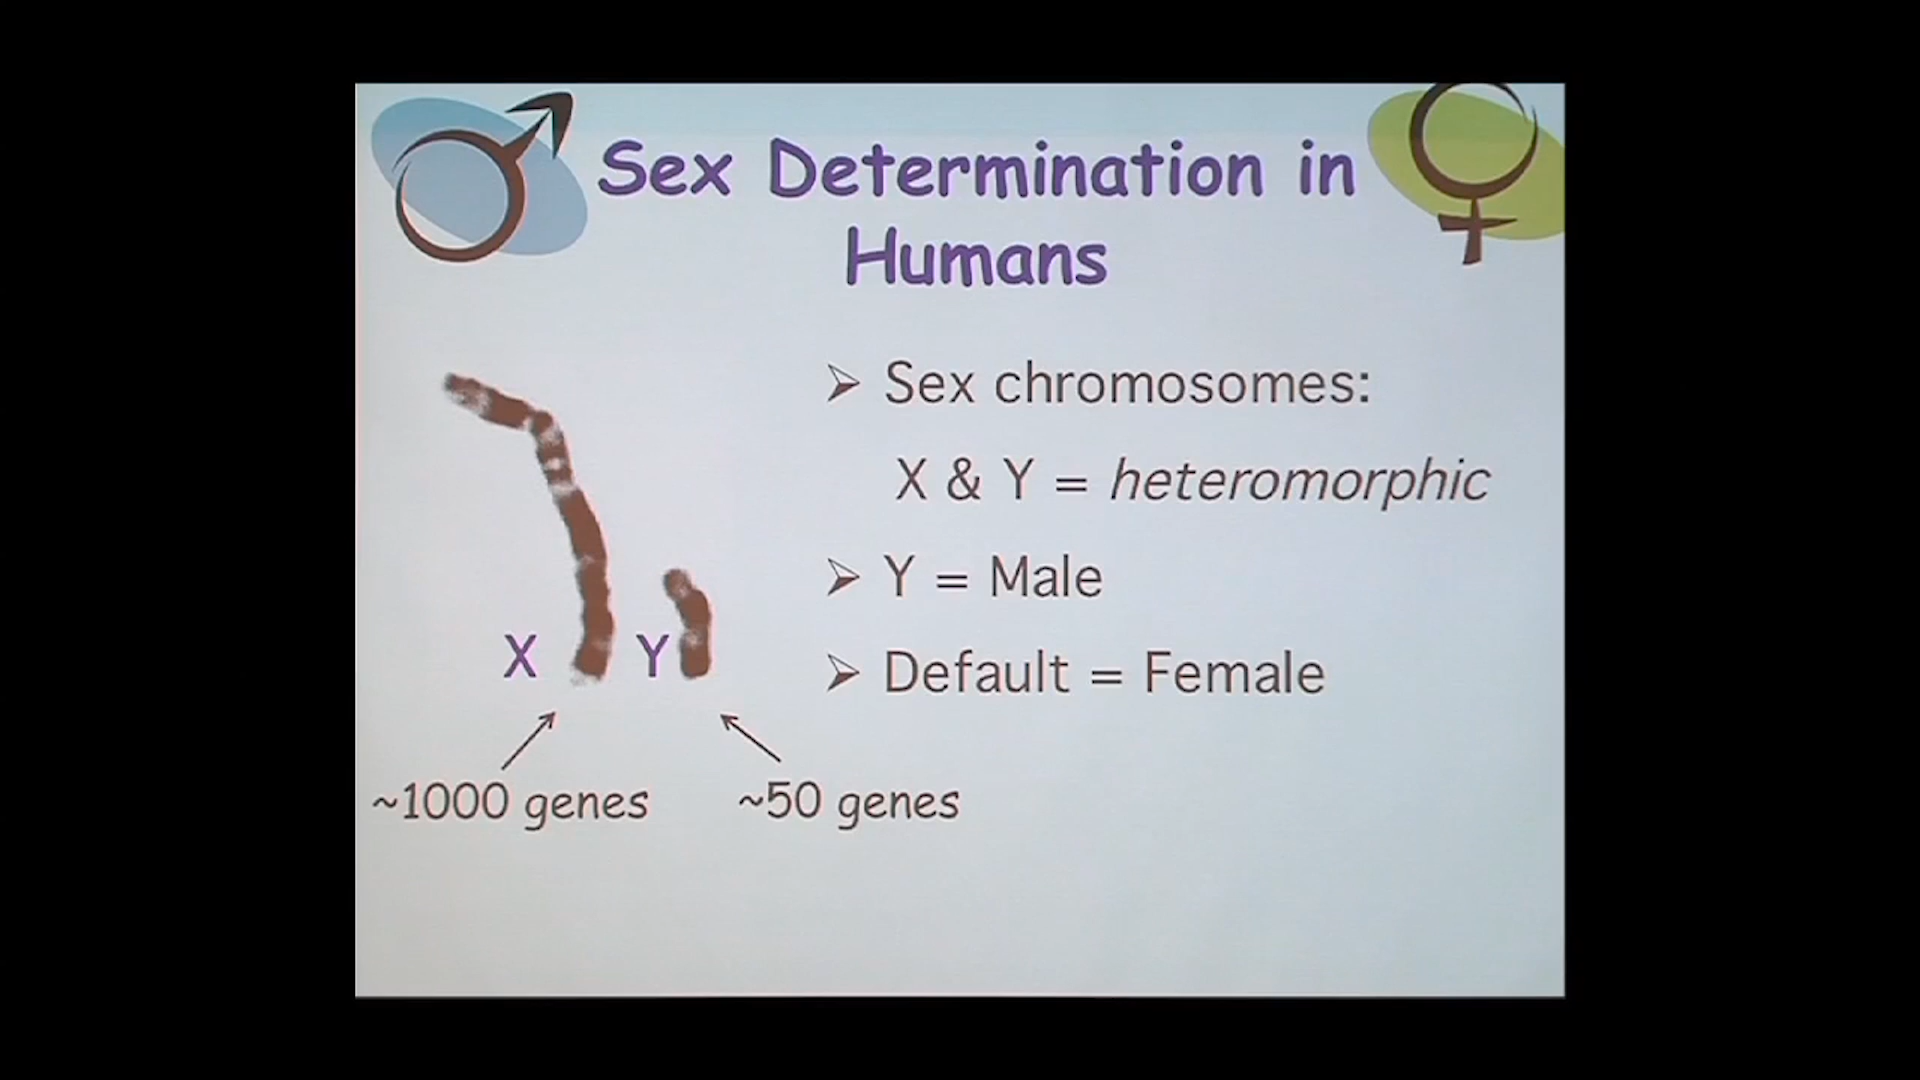 Sex Determination in
Humans
➢ Sex chromosomes:
X & Y = heteromorphic
➢ Y = Male
➢ Default = Female
X
Y
~1000 genes
~50 genes